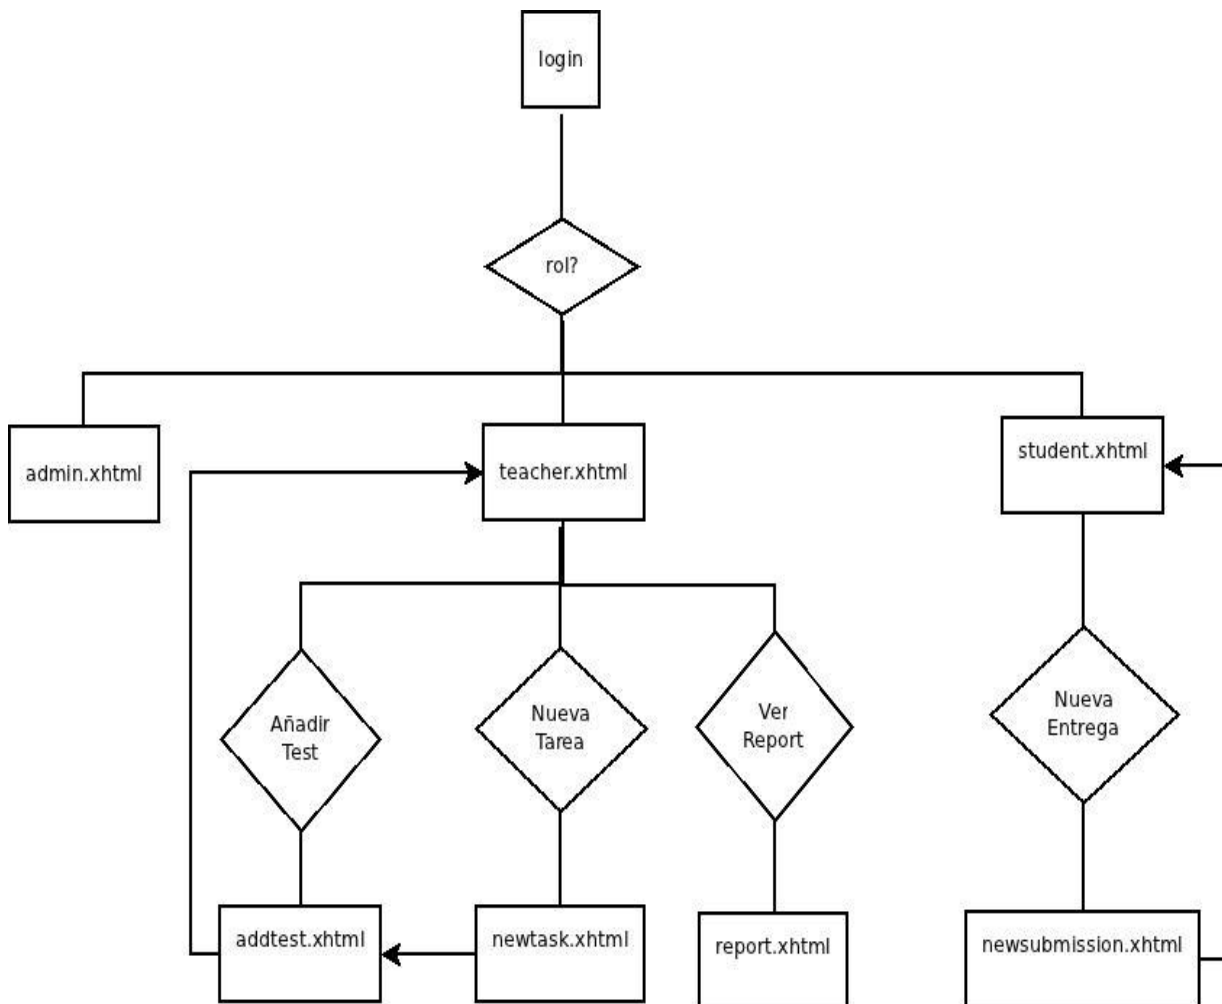 login
rol?
admin.xhtml
teacher.xhtml
student.xhtml
Añadir
Test
Nueva
Tarea
Ver
Report
Nueva
Entrega
addtest.xhtml
newtask.xhtml
report.xhtml
newsubmission.xhtml